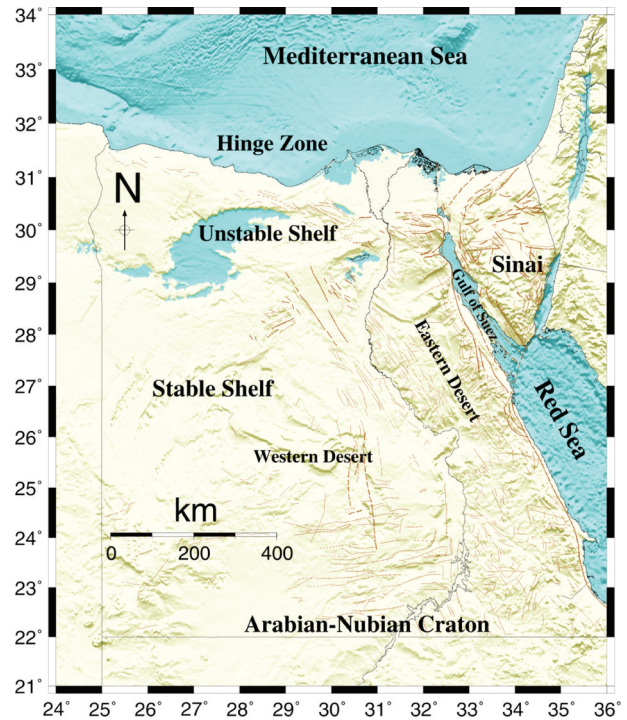 34°
Mediterranean Sea
33°
32°
Hinge Zone
31°
N
30°
Unstable Shelf
Sinai
29°
Gulf of Suez
28°
Eastern Desert
Stable Shelf
27°
Red Sea
26°
Western Desert
25°
km
24°
0 200 400
23°
Arabian-Nubian Craton
22°
21°
24° 25° 26° 27° 28° 29° 30° 31° 32° 33° 34° 35° 36°